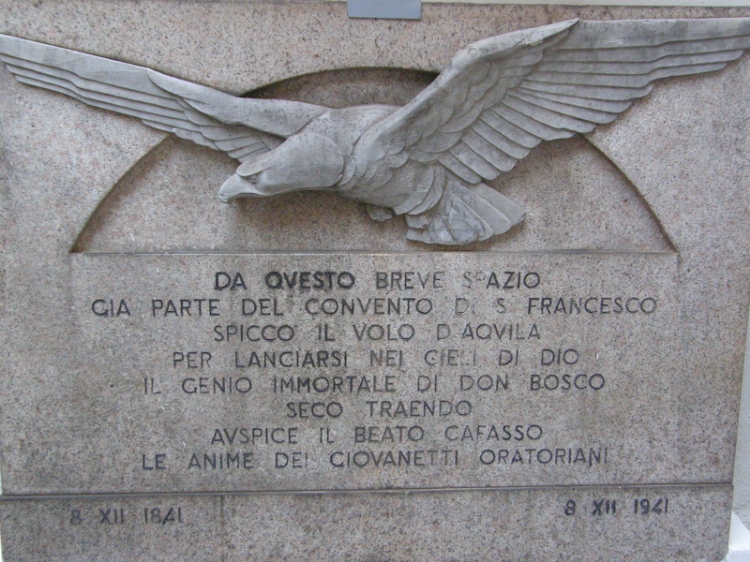 DA QVESTO BREVE SPAZIO
GIA PARTE DEL CONVENTO DI S FRANCESCO
SPICCO IL VOLO D AQVILA
PER LANCIARSI NEI CIELI DI DIO
IL GENIO IMMORTALE DI DON BOSCO
SECO TRAENDO
AVSPICE IL BEATO CAFASSO
LE ANIME DEI GIOVANETTI ORATORIANI
8 XII 1841
8 XII 1941